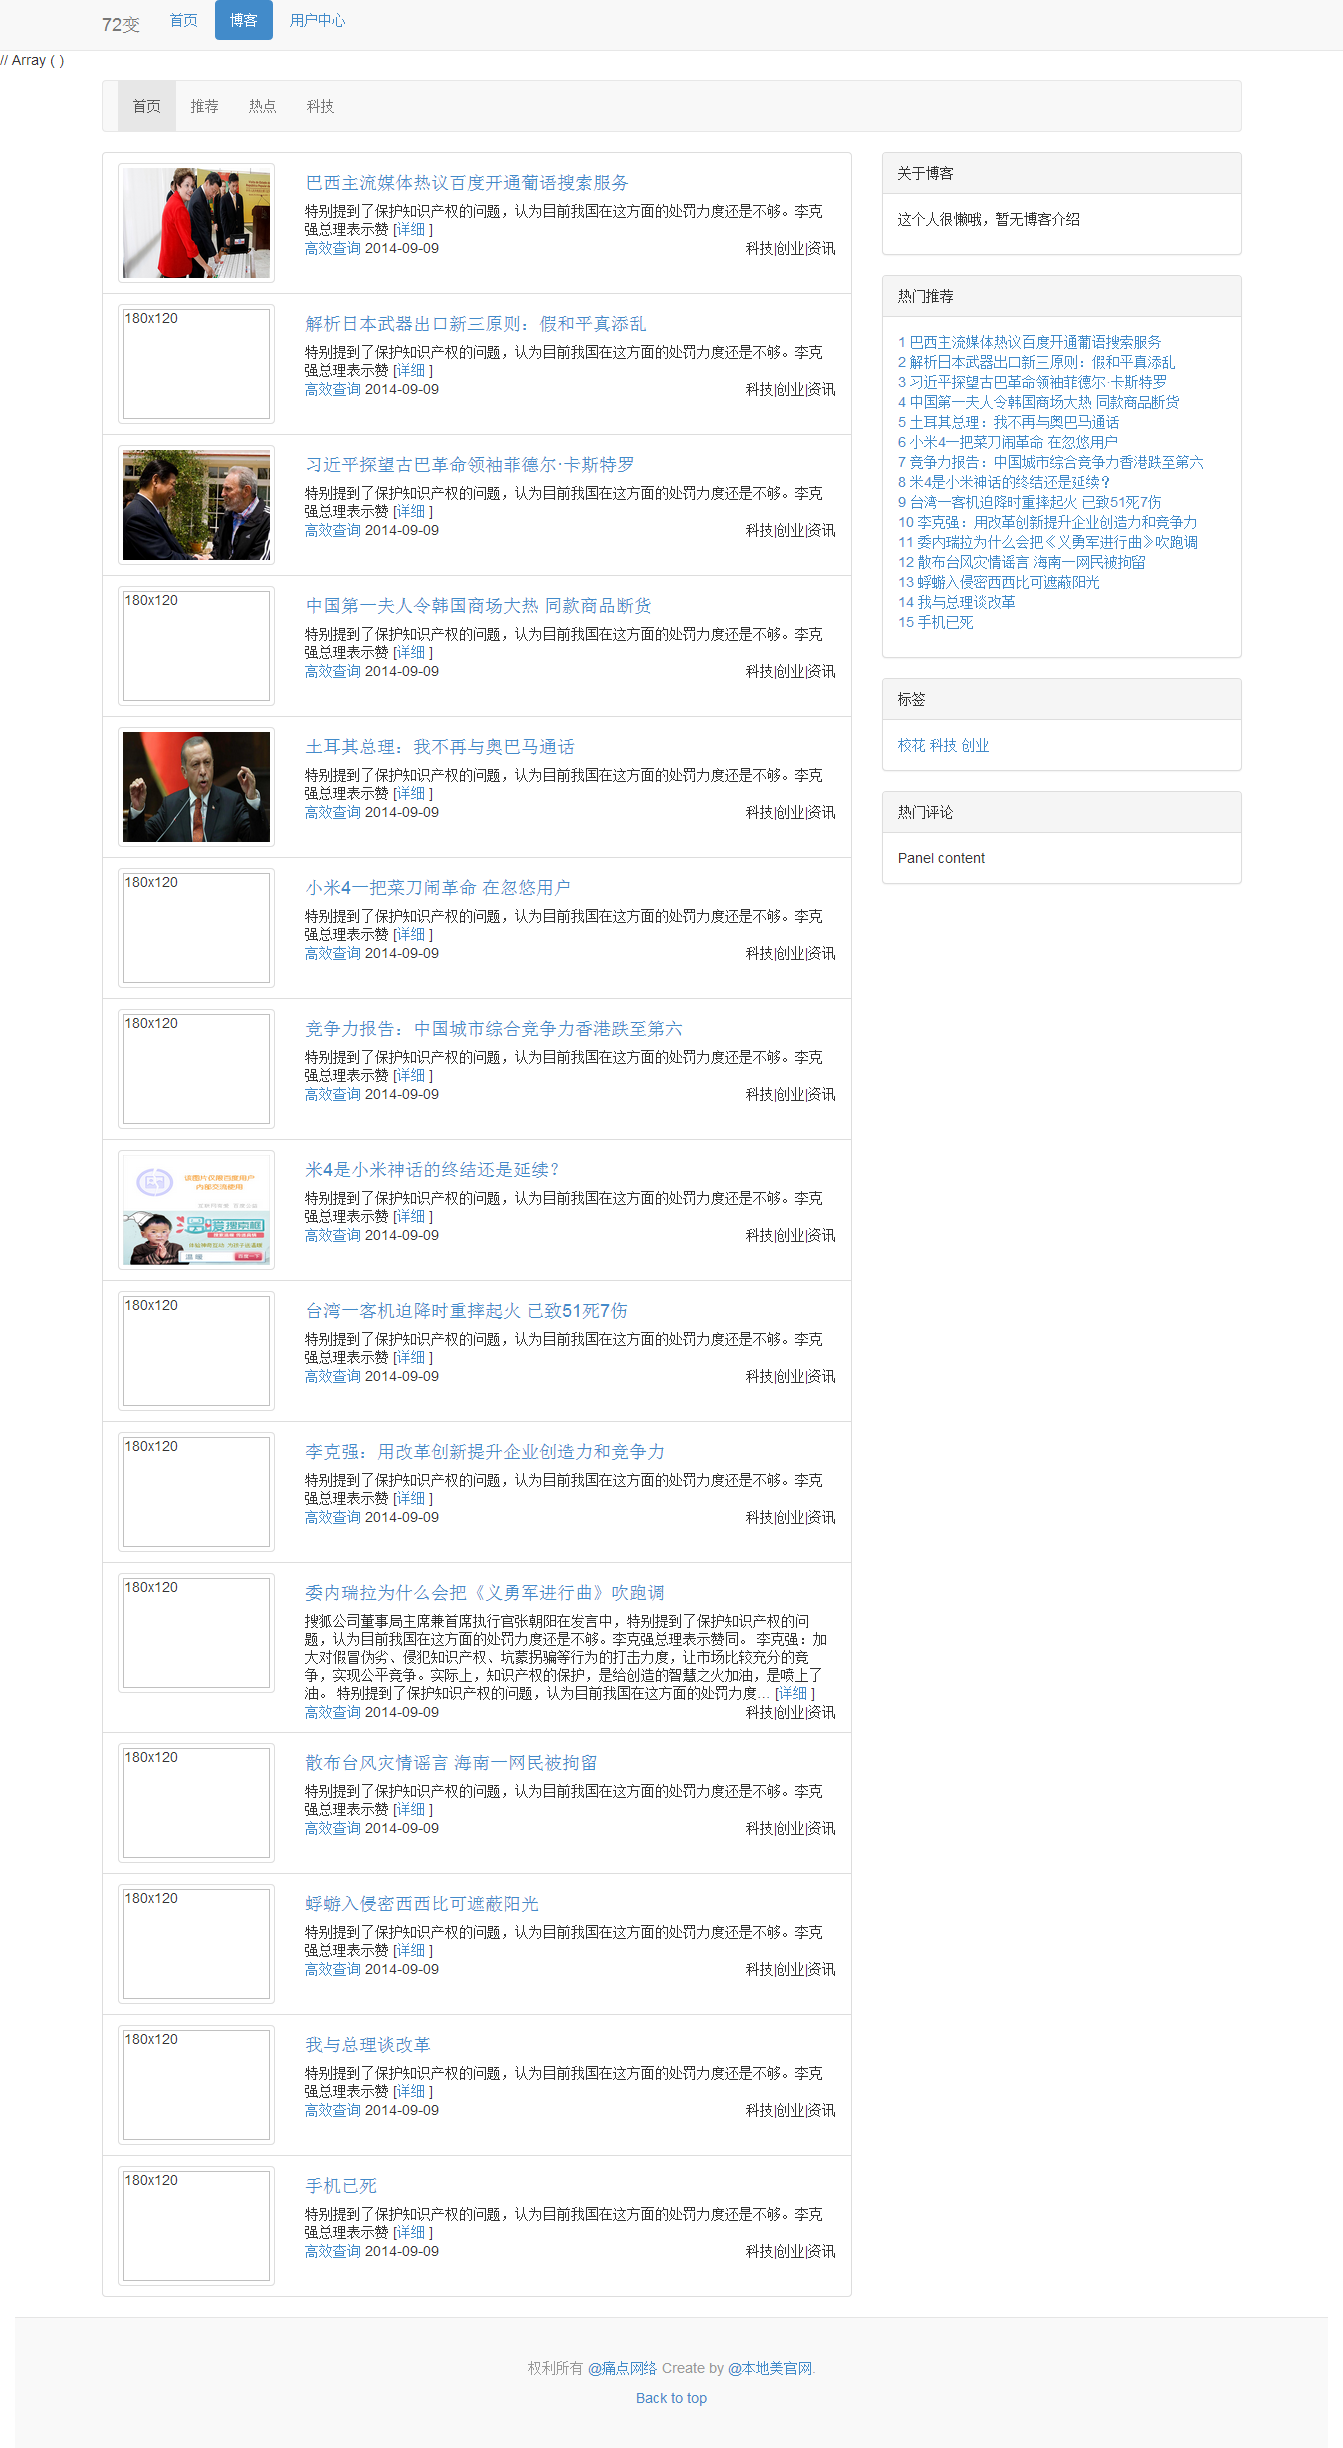 72变 首页 博客 用户中心
// Array ( )
首页 推荐 热点 科技
巴西主流媒体热议百度开通葡语搜索服务
特别提到了保护知识产权的问题，认为目前我国在这方面的处罚力度还是不够。李克
强总理表示赞 [详细 ]
高效查询 2014-09-09 科技|创业|资讯
180x120
解析日本武器出口新三原则：假和平真添乱
特别提到了保护知识产权的问题，认为目前我国在这方面的处罚力度还是不够。李克
强总理表示赞 [详细 ]
高效查询 2014-09-09 科技|创业|资讯
习近平探望古巴革命领袖菲德尔·卡斯特罗
特别提到了保护知识产权的问题，认为目前我国在这方面的处罚力度还是不够。李克
强总理表示赞 [详细 ]
高效查询 2014-09-09 科技|创业|资讯
180x120
中国第一夫人令韩国商场大热 同款商品断货
特别提到了保护知识产权的问题，认为目前我国在这方面的处罚力度还是不够。李克
强总理表示赞 [详细 ]
高效查询 2014-09-09 科技|创业|资讯
土耳其总理：我不再与奥巴马通话
特别提到了保护知识产权的问题，认为目前我国在这方面的处罚力度还是不够。李克
强总理表示赞 [详细 ]
高效查询 2014-09-09 科技|创业|资讯
180x120
小米4一把菜刀闹革命 在忽悠用户
特别提到了保护知识产权的问题，认为目前我国在这方面的处罚力度还是不够。李克
强总理表示赞 [详细 ]
高效查询 2014-09-09 科技|创业|资讯
180x120
竞争力报告：中国城市综合竞争力香港跌至第六
特别提到了保护知识产权的问题，认为目前我国在这方面的处罚力度还是不够。李克
强总理表示赞 [详细 ]
高效查询 2014-09-09 科技|创业|资讯
该图片仅限百度用户
内部交流使用
米4是小米神话的终结还是延续？
特别提到了保护知识产权的问题，认为目前我国在这方面的处罚力度还是不够。李克
强总理表示赞 [详细 ]
高效查询 2014-09-09 科技|创业|资讯
180x120
台湾一客机迫降时重摔起火 已致51死7伤
特别提到了保护知识产权的问题，认为目前我国在这方面的处罚力度还是不够。李克
强总理表示赞 [详细 ]
高效查询 2014-09-09 科技|创业|资讯
180x120
李克强：用改革创新提升企业创造力和竞争力
特别提到了保护知识产权的问题，认为目前我国在这方面的处罚力度还是不够。李克
强总理表示赞 [详细 ]
高效查询 2014-09-09 科技|创业|资讯
180x120
委内瑞拉为什么会把《义勇军进行曲》吹跑调
搜狐公司董事局主席兼首席执行官张朝阳在发言中，特别提到了保护知识产权的问
题，认为目前我国在这方面的处罚力度还是不够。李克强总理表示赞同。 李克强：加
大对假冒伪劣、侵犯知识产权、坑蒙拐骗等行为的打击力度，让市场比较充分的竞
争，实现公平竞争。实际上，知识产权的保护，是给创造的智慧之火加油，是喷上了
油。 特别提到了保护知识产权的问题，认为目前我国在这方面的处罚力度... [详细 ]
高效查询 2014-09-09 科技|创业|资讯
180x120
散布台风灾情谣言 海南一网民被拘留
特别提到了保护知识产权的问题，认为目前我国在这方面的处罚力度还是不够。李克
强总理表示赞 [详细 ]
高效查询 2014-09-09 科技|创业|资讯
180x120
蜉蝣入侵密西西比可遮蔽阳光
特别提到了保护知识产权的问题，认为目前我国在这方面的处罚力度还是不够。李克
强总理表示赞 [详细 ]
高效查询 2014-09-09 科技|创业|资讯
180x120
我与总理谈改革
特别提到了保护知识产权的问题，认为目前我国在这方面的处罚力度还是不够。李克
强总理表示赞 [详细 ]
高效查询 2014-09-09 科技|创业|资讯
180x120
手机已死
特别提到了保护知识产权的问题，认为目前我国在这方面的处罚力度还是不够。李克
强总理表示赞 [详细 ]
高效查询 2014-09-09 科技|创业|资讯
关于博客
这个人很懒哦，暂无博客介绍
热门推荐
1 巴西主流媒体热议百度开通葡语搜索服务
2 解析日本武器出口新三原则：假和平真添乱
3 习近平探望古巴革命领袖菲德尔·卡斯特罗
4 中国第一夫人令韩国商场大热 同款商品断货
5 土耳其总理：我不再与奥巴马通话
6 小米4一把菜刀闹革命 在忽悠用户
7 竞争力报告：中国城市综合竞争力香港跌至第六
8 米4是小米神话的终结还是延续？
9 台湾一客机迫降时重摔起火 已致51死7伤
10 李克强：用改革创新提升企业创造力和竞争力
11 委内瑞拉为什么会把《义勇军进行曲》吹跑调
12 散布台风灾情谣言 海南一网民被拘留
13 蜉蝣入侵密西西比可遮蔽阳光
14 我与总理谈改革
15 手机已死
标签
校花 科技 创业
热门评论
Panel content
权利所有 @痛点网络 Create by @本地美官网.
Back to top